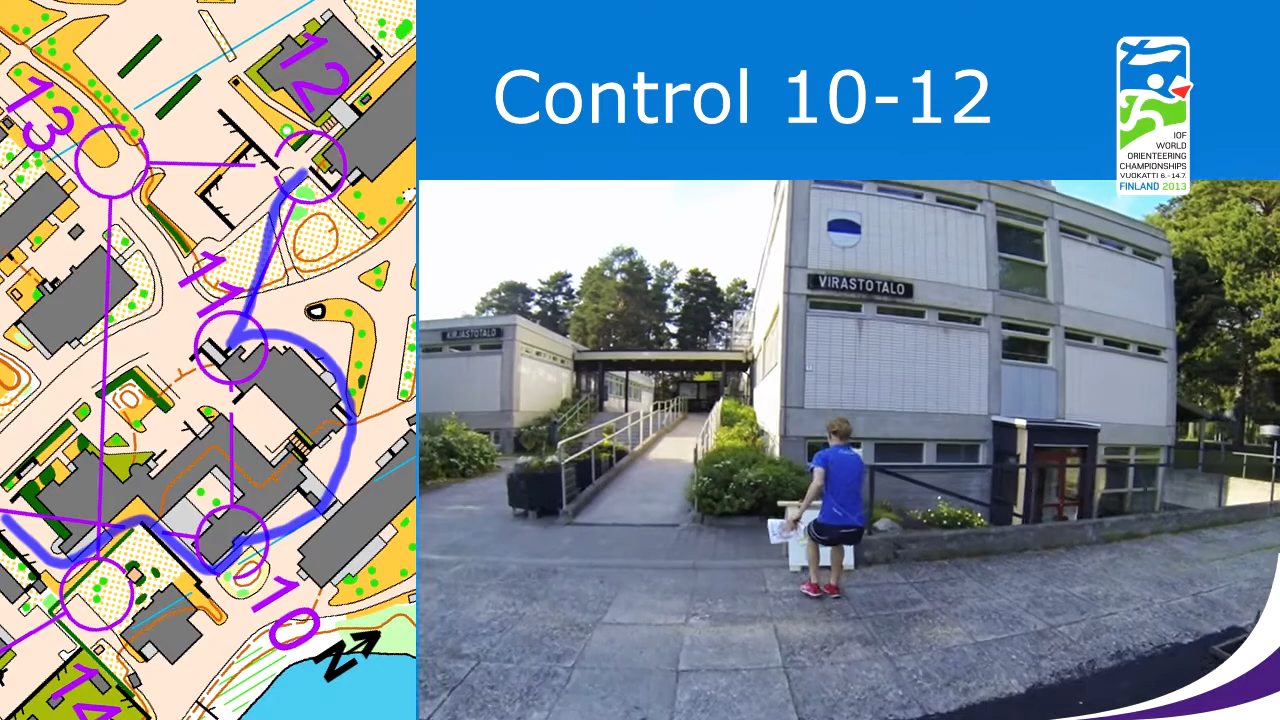 Control 10-12
IOF
WORLD
ORIENTEERING
CHAMPIONSHIPS
VUOKATTI 6.-14.7.
FINLAND 2013
VIRASTOTALO
KIRJASTOTALO
12
13
11
10
N
14